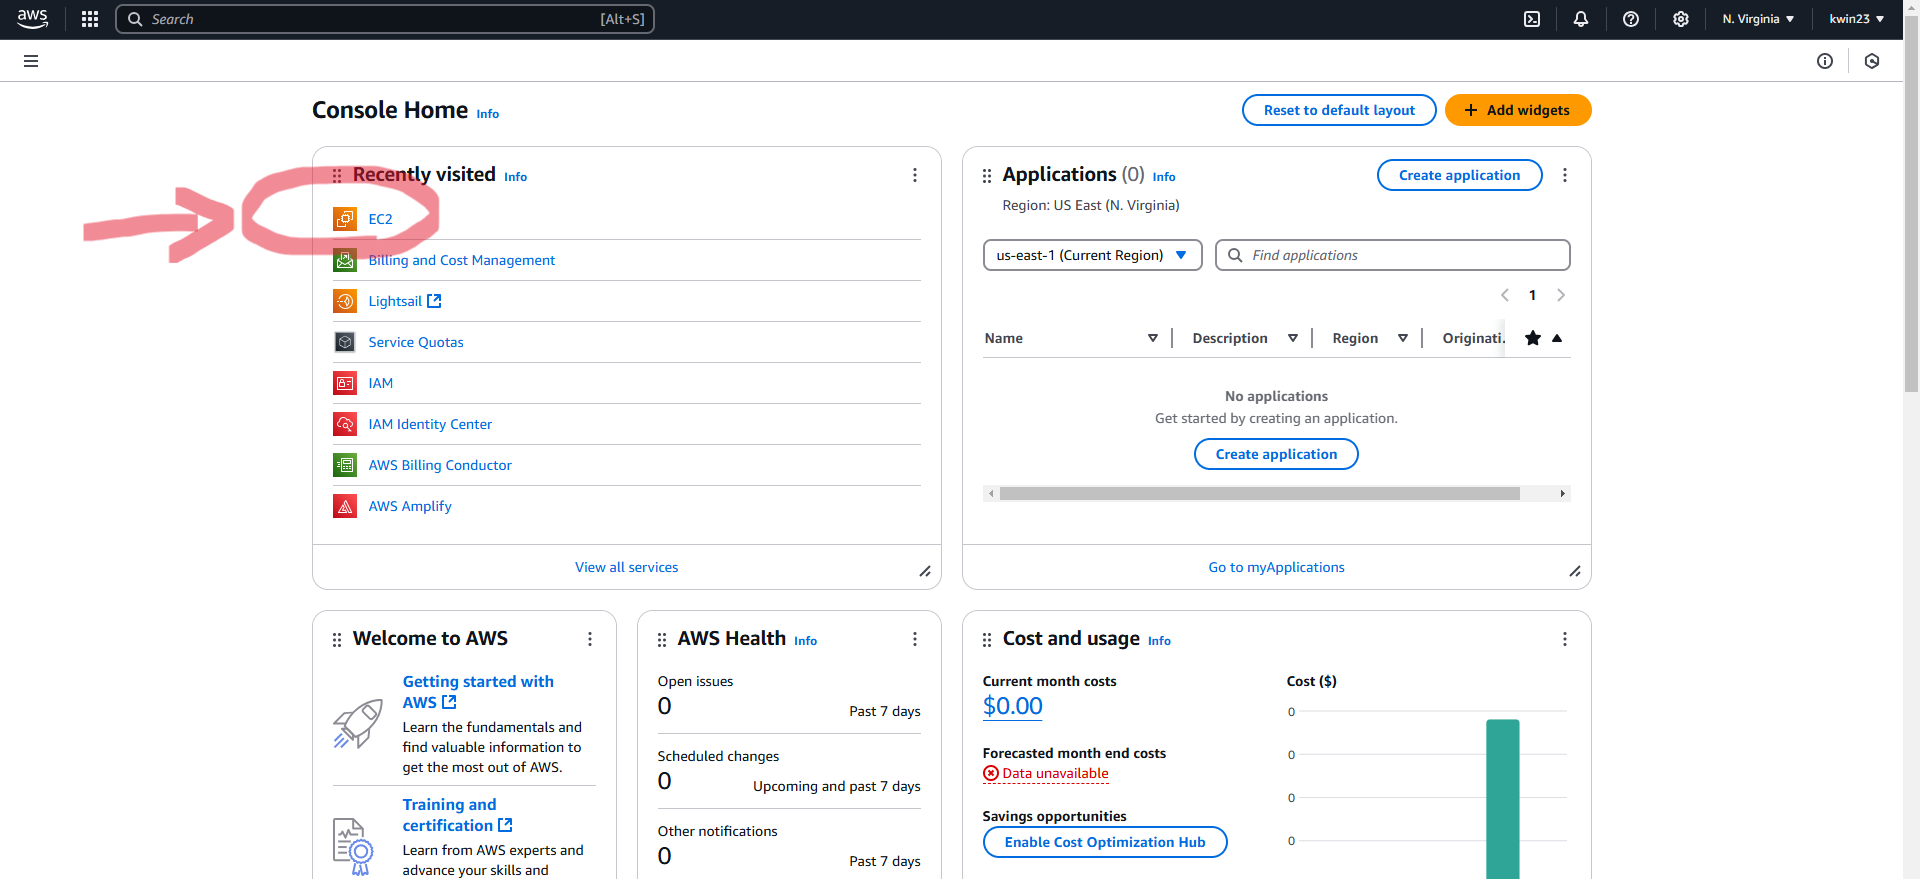 aws
Search [Alt+S]
N. Virginia
kwin23
Console Home Info
Reset to default layout
Add widgets
Recently visited Info
EC2
Billing and Cost Management
Lightsail
Service Quotas
IAM
IAM Identity Center
AWS Billing Conductor
AWS Amplify
View all services
Applications (0) Info
Create application
Region: US East (N. Virginia)
us-east-1 (Current Region)
Find applications
1
Name Description Region Originati.
No applications
Get started by creating an application.
Create application
Go to myApplications
Welcome to AWS
Getting started with
AWS
Learn the fundamentals and
find valuable information to
get the most out of AWS.
Training and
certification
Learn from AWS experts and
advance your skills and
AWS Health Info
Open issues
0 Past 7 days
Scheduled changes
0 Upcoming and past 7 days
Other notifications
0 Past 7 days
Cost and usage Info
Current month costs
$0.00
Forecasted month end costs
Data unavailable
Savings opportunities
Enable Cost Optimization Hub
Cost ($)
0
0
0
0